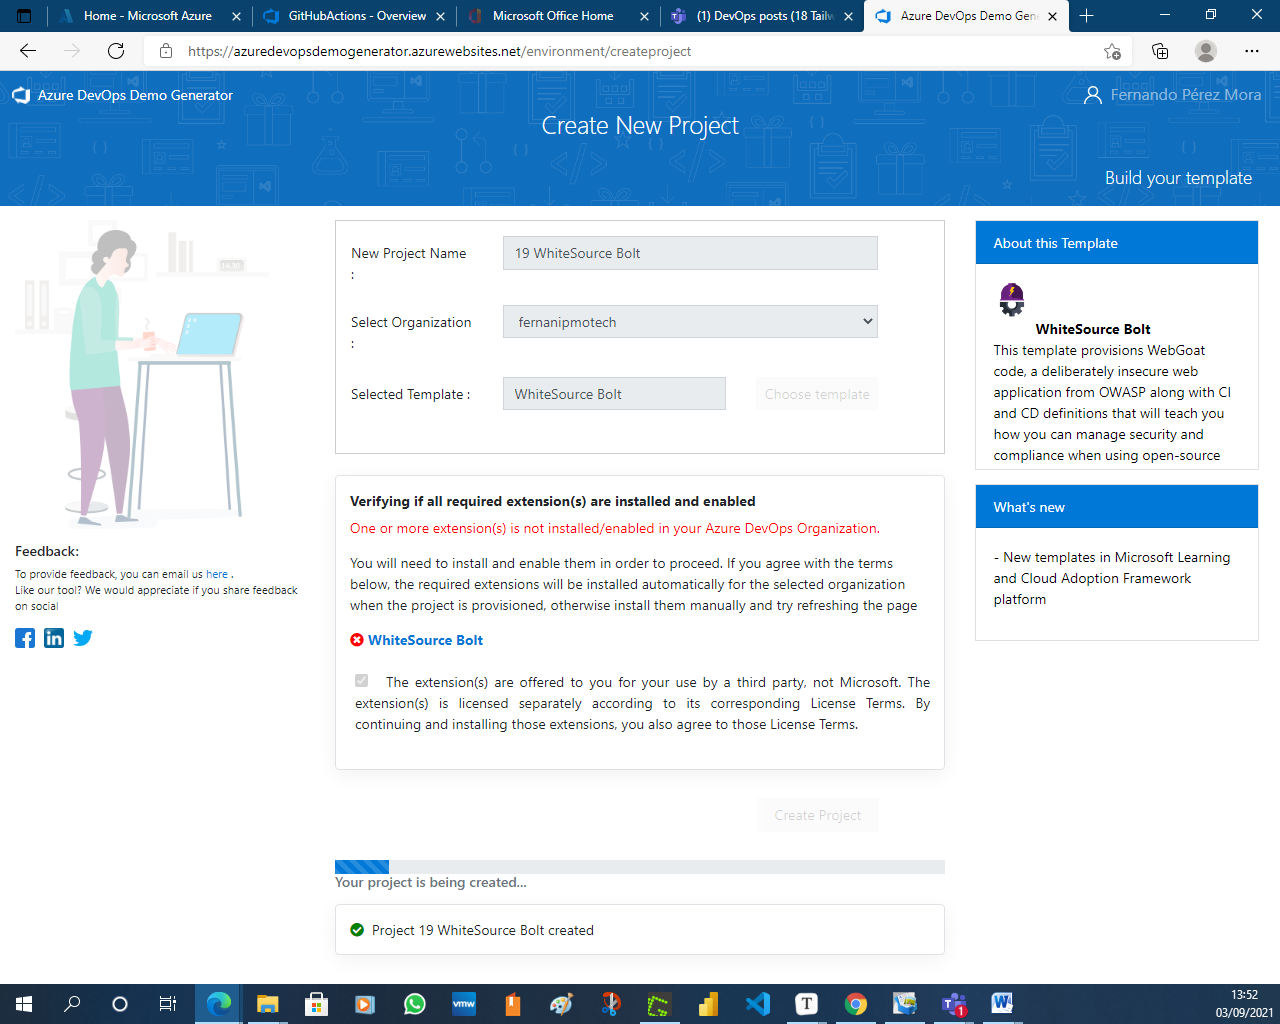 Home - Microsoft Azure
GitHubActions - Overview
Microsoft Office Home
(1) DevOps posts (18 Tailw
Azure DevOps Demo Gen
https://azuredevopsdemogenerator.azurewebsites.net/environment/createproject
Azure DevOps Demo Generator
Fernando Pérez Mora
Create New Project
Build your template
New Project Name
:
19 WhiteSource Bolt
Select Organization
:
fernanipmotech
Selected Template :
WhiteSource Bolt
Choose template
About this Template
WhiteSource Bolt
This template provisions WebGoat
code, a deliberately insecure web
application from OWASP along with CI
and CD definitions that will teach you
how you can manage security and
compliance when using open-source
What's new
- New templates in Microsoft Learning
and Cloud Adoption Framework
platform
Feedback:
To provide feedback, you can email us here .
Like our tool? We would appreciate if you share feedback
on social
Verifying if all required extension(s) are installed and enabled
One or more extension(s) is not installed/enabled in your Azure DevOps Organization.
You will need to install and enable them in order to proceed. If you agree with the terms
below, the required extensions will be installed automatically for the selected organization
when the project is provisioned, otherwise install them manually and try refreshing the page
WhiteSource Bolt
The extension(s) are offered to you for your use by a third party, not Microsoft. The
extension(s) is licensed separately according to its corresponding License Terms. By
continuing and installing those extensions, you also agree to those License Terms.
Create Project
Your project is being created...
Project 19 WhiteSource Bolt created
vmw
T
1
W
13:52
03/09/2021